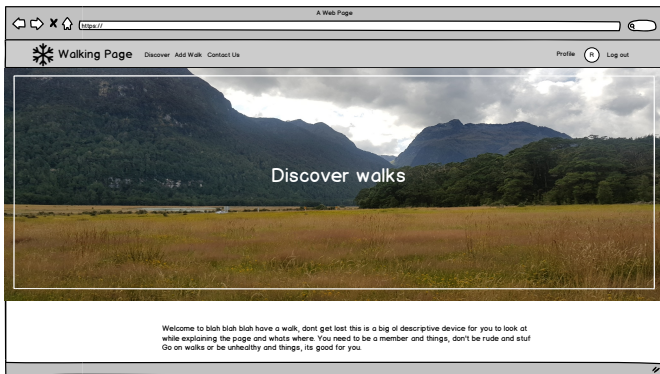 A Web Page
https://
Walking Page Discover Add Walk Contact Us Profile R Log out
Discover walks
Welcome to blah blah blah have a walk, dont get lost this is a big ol descriptive device for you to look at
while explaining the page and whats where. You need to be a member and things, don't be rude and stuf
Go on walks or be unhealthy and things, its good for you.